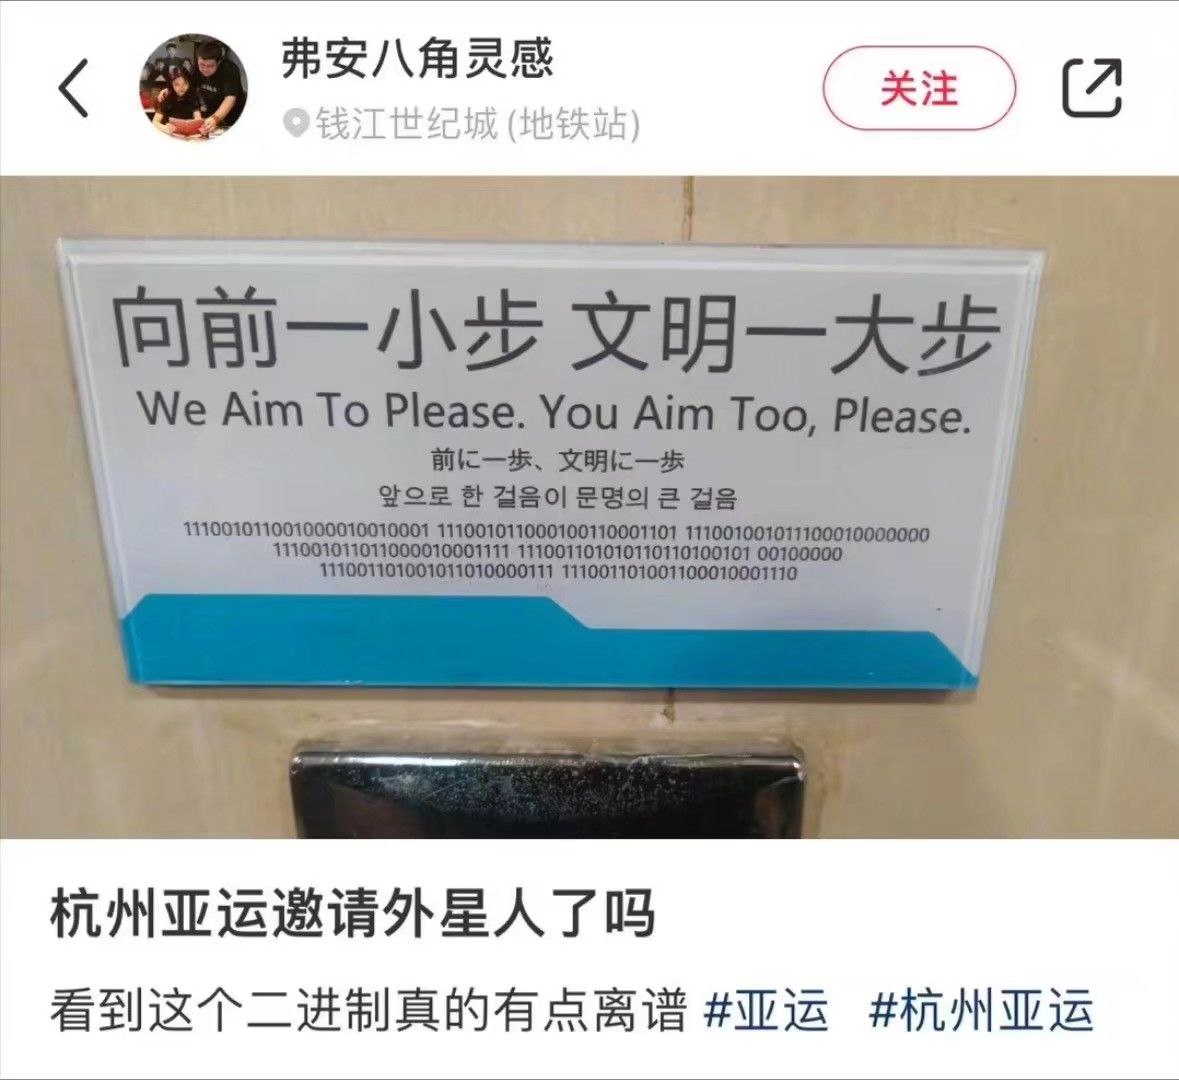 弗安八角灵感
钱江世纪城(地铁站)
关注
向前一小步 文明一大步
We Aim To Please. You Aim Too, Please.
前に一歩、文明に一歩
앞으로 한 걸음이 문명의 큰 걸음
111001011001000010010001 111001011000100110001101 111001001011100010000000
111001011011000010001111 111001101010110110100101 00100000
111001101001011010000111 111001101001100010001110
杭州亚运邀请外星人了吗
看到这个二进制真的有点离谱 #亚运 #杭州亚运